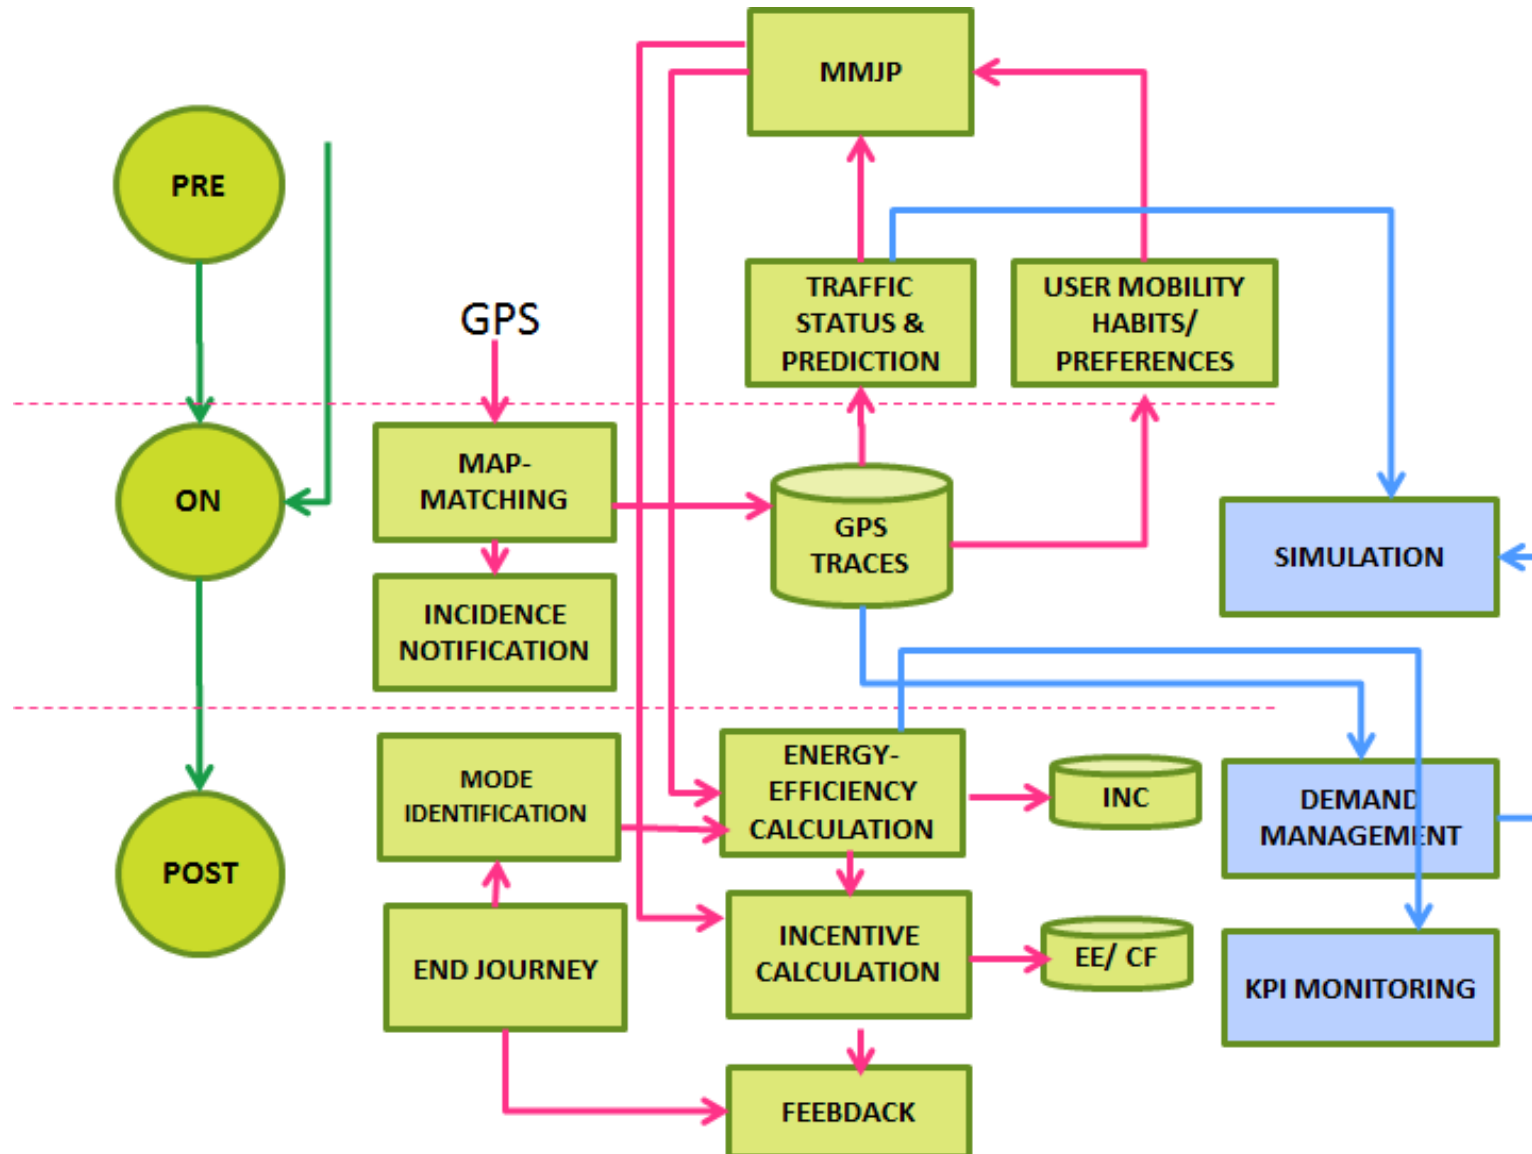 MMJP
PRE
TRAFFIC
STATUS &
PREDICTION
USER MOBILITY
HABITS/
PREFERENCES
GPS
ON
MAP-
MATCHING
GPS
TRACES
SIMULATION
INCIDENCE
NOTIFICATION
POST
MODE
IDENTIFICATION
ENERGY-
EFFICIENCY
CALCULATION
INC
DEMAND
MANAGEMENT
END JOURNEY
INCENTIVE
CALCULATION
EE/ CF
KPI MONITORING
FEEBDACK